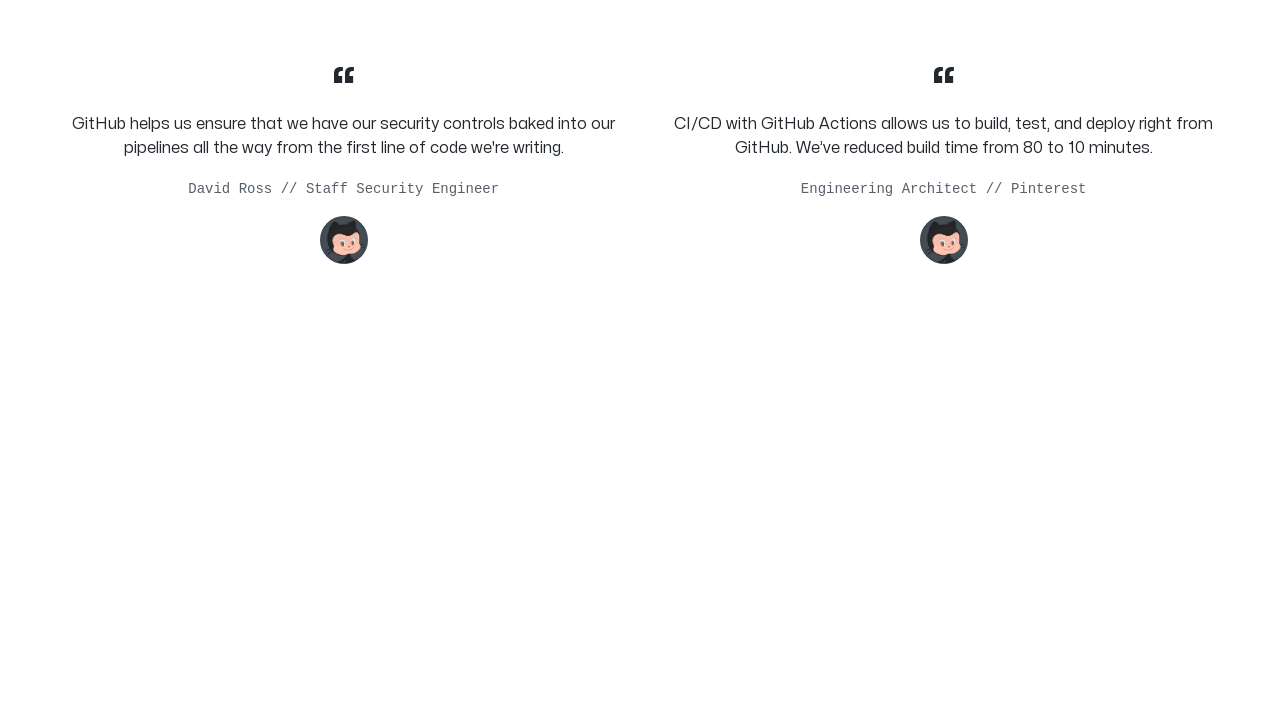 “
GitHub helps us ensure that we have our security controls baked into our
pipelines all the way from the first line of code we're writing.
David Ross // Staff Security Engineer
“
CI/CD with GitHub Actions allows us to build, test, and deploy right from
GitHub. We’ve reduced build time from 80 to 10 minutes.
Engineering Architect // Pinterest